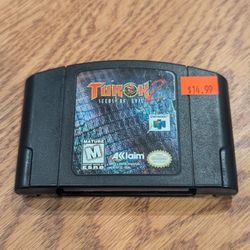 TUROK 2
SEEDS OF EVIL
$14.99
MATURE
M
ESRB
AKlaim